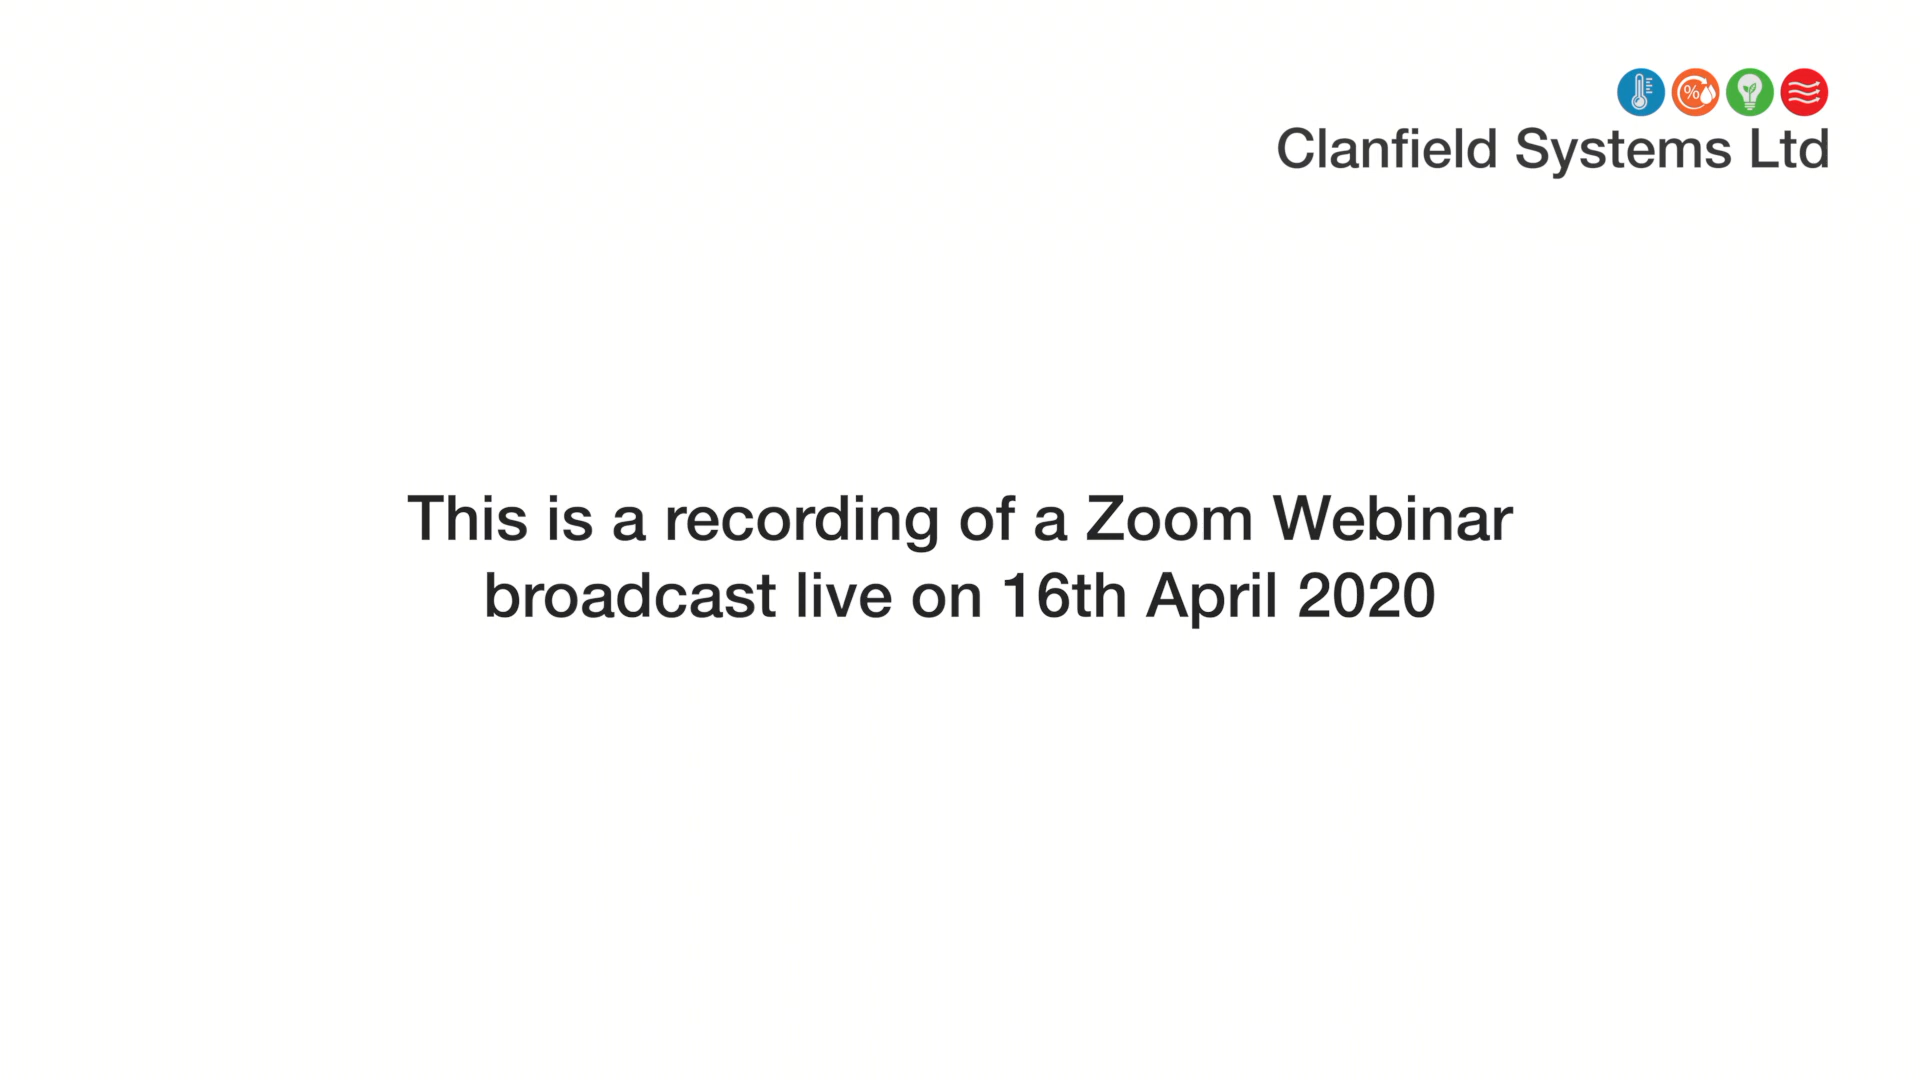 %
Clanfield Systems Ltd
This is a recording of a Zoom Webinar
broadcast live on 16th April 2020